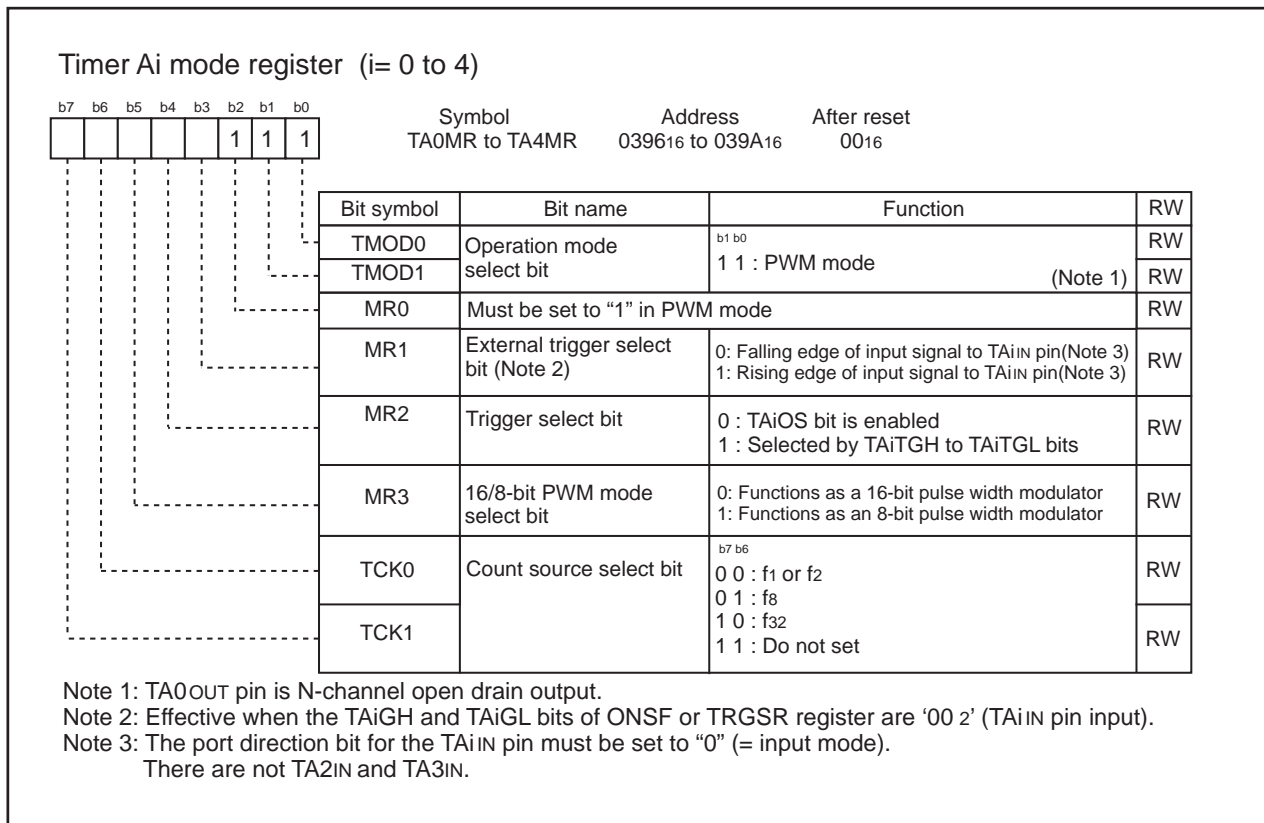 Timer Ai mode register (i= 0 to 4)
b7 b6 b5 b4 b3 b2 b1 b0
1 1 1
Symbol Address After reset
TA0MR to TA4MR 039616 to 039A16 0016
Bit symbol Bit name Function RW
TMOD0 Operation mode select bit b1 b0 RW
TMOD1 1 1 : PWM mode (Note 1) RW
MR0 Must be set to “1” in PWM mode RW
MR1 External trigger select bit (Note 2) 0: Falling edge of input signal to TAiIN pin(Note 3) RW
1: Rising edge of input signal to TAiIN pin(Note 3)
MR2 Trigger select bit 0 : TAiOS bit is enabled RW
1 : Selected by TAiTGH to TAiTGL bits
MR3 16/8-bit PWM mode select bit 0: Functions as a 16-bit pulse width modulator RW
1: Functions as an 8-bit pulse width modulator
b7 b6
TCK0 Count source select bit 0 0 : f1 or f2 RW
0 1 : f8
1 0 : f32
TCK1 1 1 : Do not set RW
Note 1: TA0OUT pin is N-channel open drain output.
Note 2: Effective when the TAiGH and TAiGL bits of ONSF or TRGSR register are ‘00 2’ (TAiIN pin input).
Note 3: The port direction bit for the TAiIN pin must be set to “0” (= input mode).
There are not TA2IN and TA3IN.